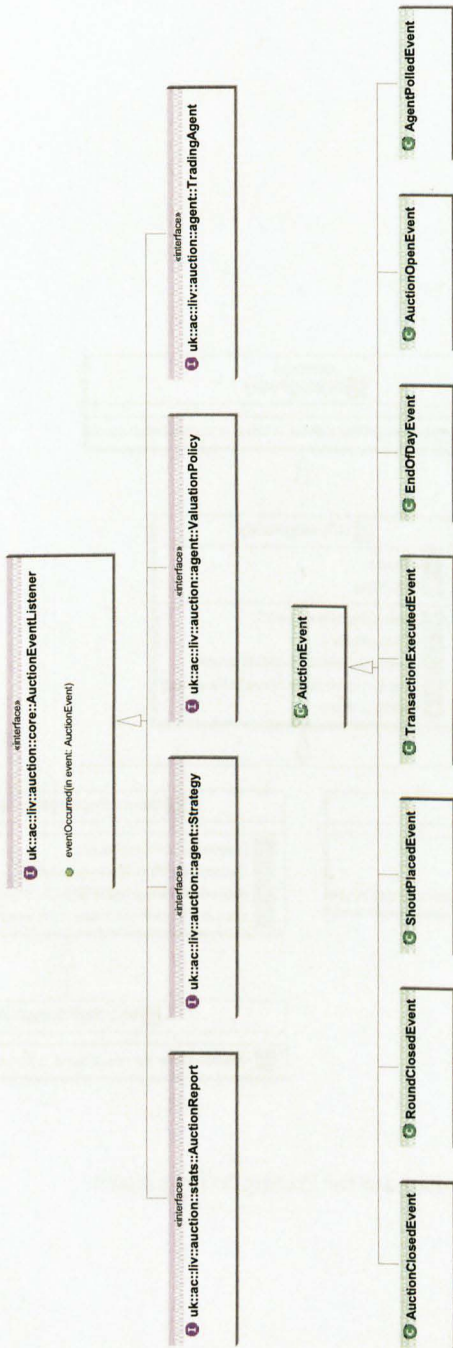 «interface»
uk::ac::liv::auction::core::AuctionEventListener
eventOccurred(in event: AuctionEvent)
«interface»
uk::ac::liv::auction::stats::AuctionReport
«interface»
uk::ac::liv::auction::agent::Strategy
«interface»
uk::ac::liv::auction::agent::ValuationPolicy
«interface»
uk::ac::liv::auction::agent::TradingAgent
AuctionEvent
AuctionClosedEvent
RoundClosedEvent
ShoutPlacedEvent
TransactionExecutedEvent
EndOfDayEvent
AuctionOpenEvent
AgentPolledEvent